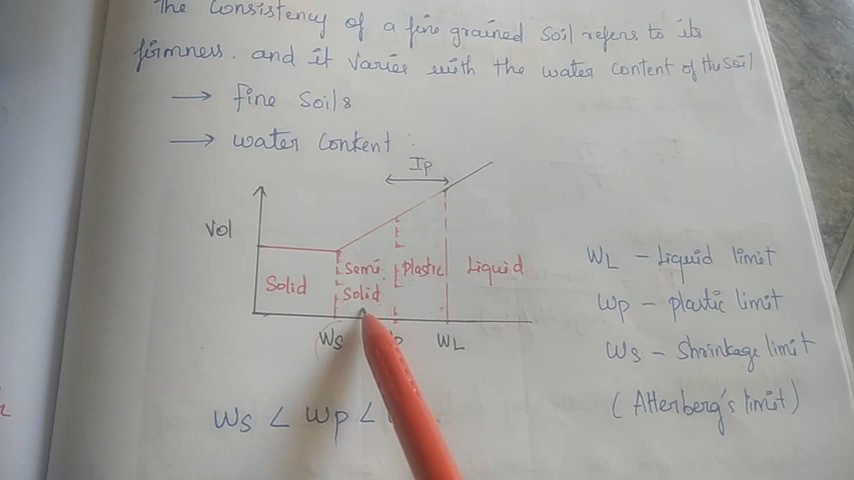 The Consistency of a fine grained Soil refers to its
firmness. and it varies with the water content of the soil
→ fine Soils
→ water Content :
Ip
Vol
Solid
Semi
Solid
Plastic
Liquid
Ws
WL
WL - Liquid limit
Wp - plastic limit
Ws - Shrinkage limit
(Atterberg's limit)
Ws < Wp <